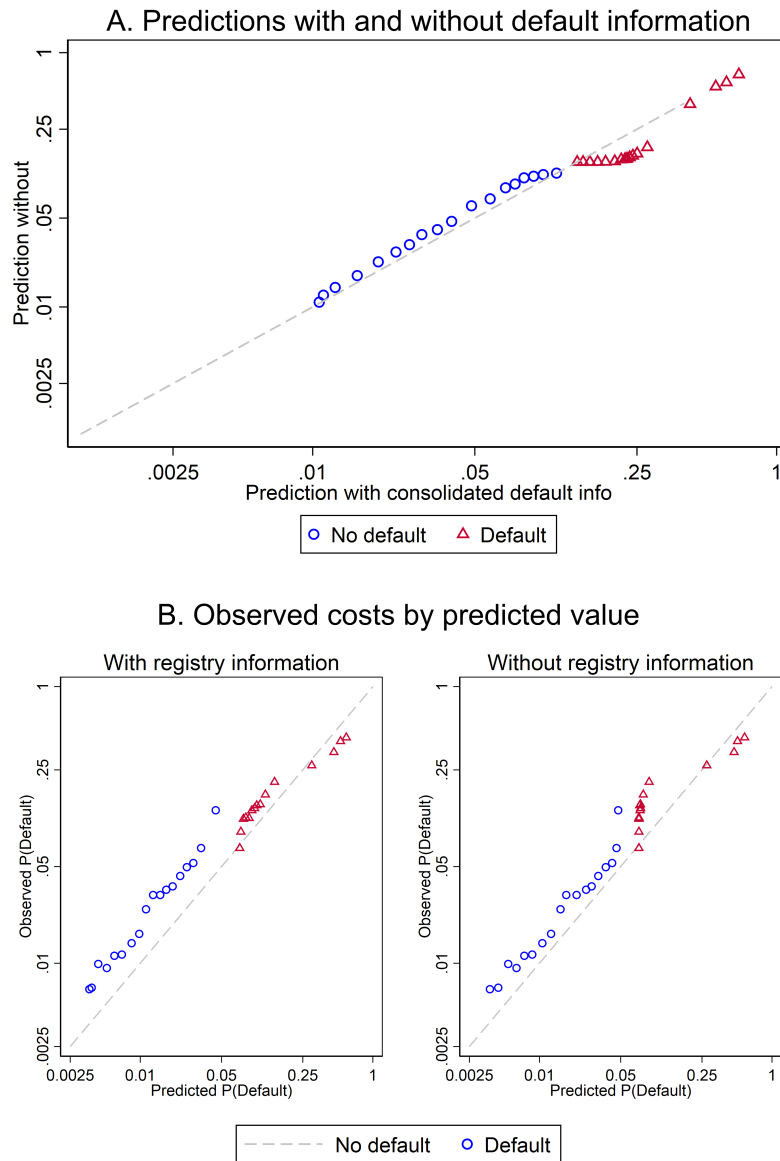 A. Predictions with and without default information
Prediction without
1
.25
.05
.01
.0025
.0025
.01
.05
.25
1
Prediction with consolidated default info
No default
Default
B. Observed costs by predicted value
With registry information
Observed P(Default)
1
.25
.05
.01
.0025
0.0025
0.01
0.05
0.25
1
Predicted P(Default)
Without registry information
Observed P(Default)
1
.25
.05
.01
.0025
0.0025
0.01
0.05
0.25
1
Predicted P(Default)
No default
Default